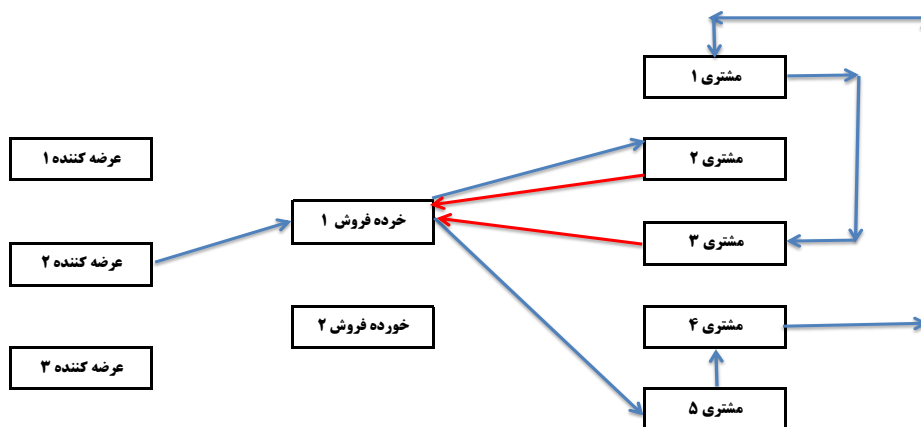 مشتری ۱
مشتری ۲
مشتری ۳
مشتری ۴
مشتری ۵
خرده فروش ۱
خورده فروش ۲
عرضه کننده ۱
عرضه کننده ۲
عرضه کننده ۳